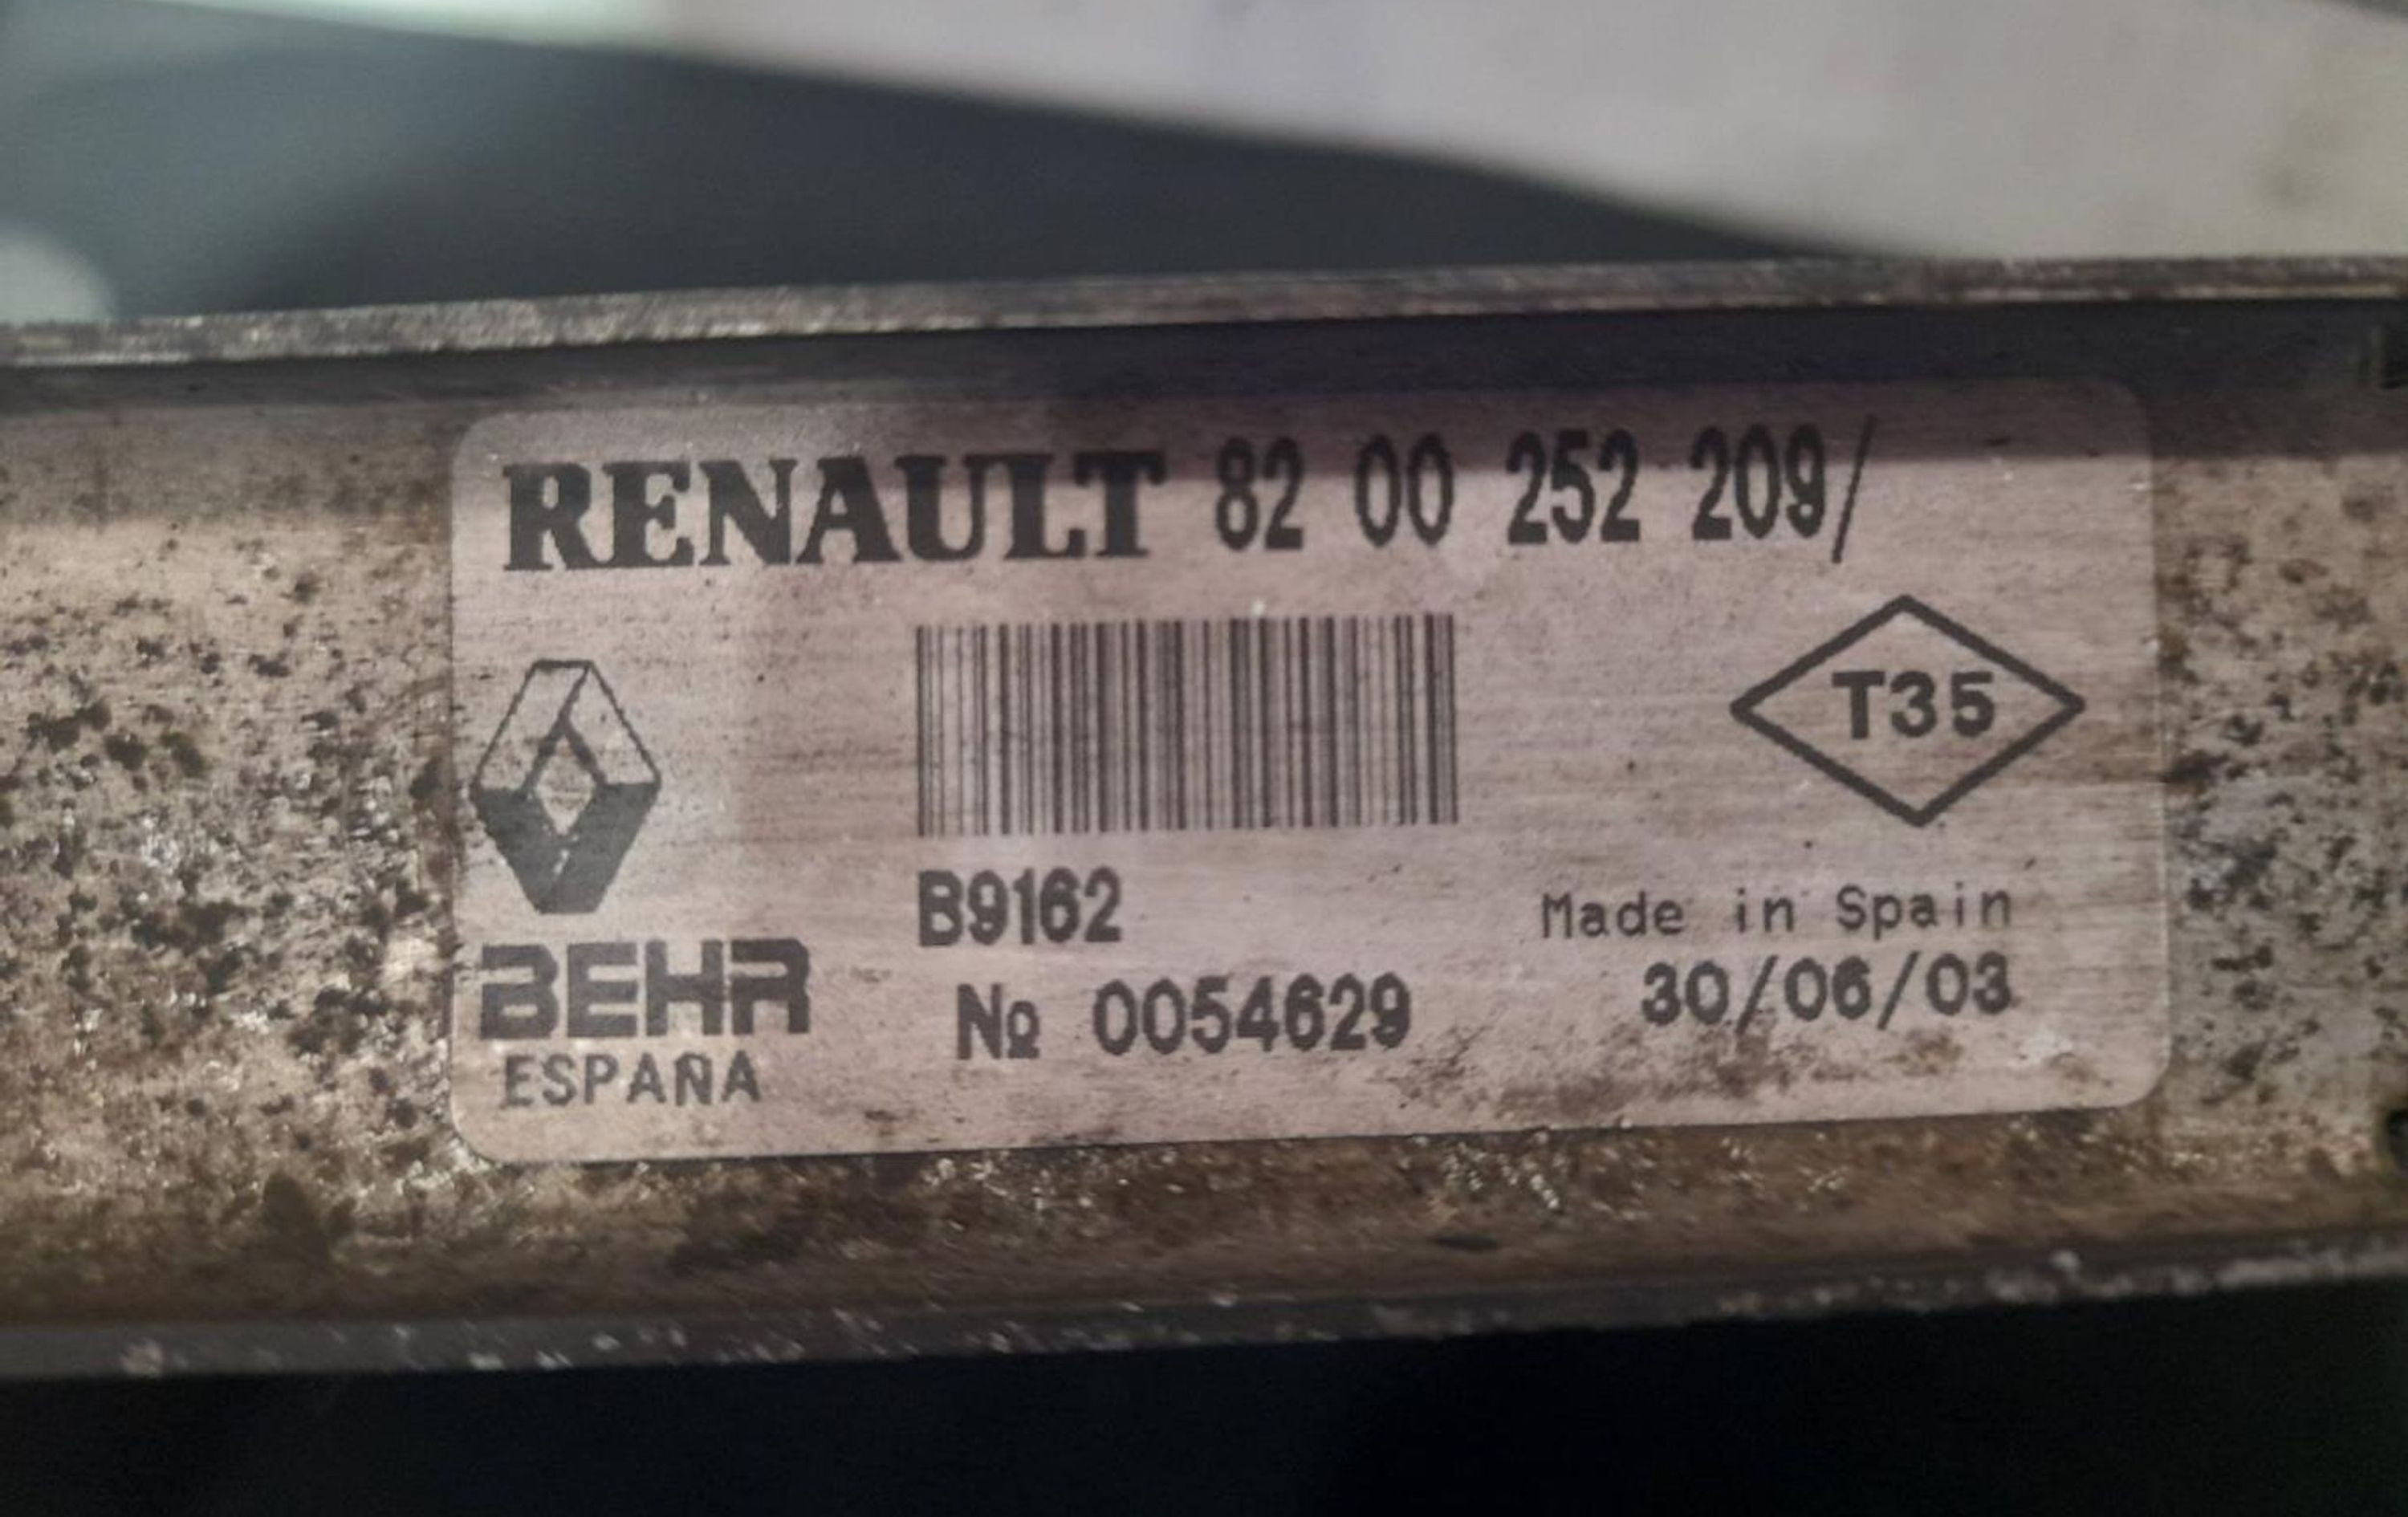 RENAULT 82 00 252 209/
T35
B9162
Made in Spain
BEHR
Nº 0054629
30/06/03
ESPAÑA